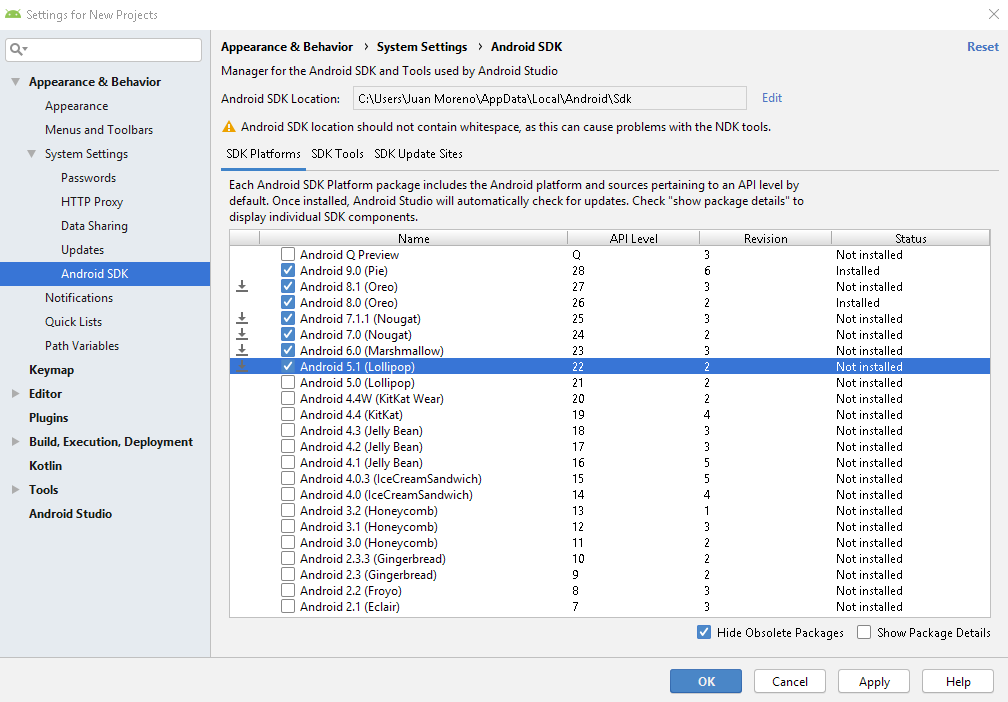 Settings for New Projects
Appearance & Behavior
Appearance
Menus and Toolbars
System Settings
Passwords
HTTP Proxy
Data Sharing
Updates
Android SDK
Notifications
Quick Lists
Path Variables
Keymap
Editor
Plugins
Build, Execution, Deployment
Kotlin
Tools
Android Studio
Appearance & Behavior › System Settings › Android SDK
Reset
Manager for the Android SDK and Tools used by Android Studio
Android SDK Location: C:\Users\Juan Moreno\AppData\Local\Android\Sdk Edit
Android SDK location should not contain whitespace, as this can cause problems with the NDK tools.
SDK Platforms SDK Tools SDK Update Sites
Each Android SDK Platform package includes the Android platform and sources pertaining to an API level by
default. Once installed, Android Studio will automatically check for updates. Check "show package details" to
display individual SDK components.
Name API Level Revision Status
Android Q Preview Q 3 Not installed
Android 9.0 (Pie) 28 6 Installed
Android 8.1 (Oreo) 27 3 Not installed
Android 8.0 (Oreo) 26 2 Installed
Android 7.1.1 (Nougat) 25 3 Not installed
Android 7.0 (Nougat) 24 2 Not installed
Android 6.0 (Marshmallow) 23 3 Not installed
Android 5.1 (Lollipop) 22 2 Not installed
Android 5.0 (Lollipop) 21 2 Not installed
Android 4.4W (KitKat Wear) 20 2 Not installed
Android 4.4 (KitKat) 19 4 Not installed
Android 4.3 (Jelly Bean) 18 3 Not installed
Android 4.2 (Jelly Bean) 17 3 Not installed
Android 4.1 (Jelly Bean) 16 5 Not installed
Android 4.0.3 (IceCreamSandwich) 15 5 Not installed
Android 4.0 (IceCreamSandwich) 14 4 Not installed
Android 3.2 (Honeycomb) 13 1 Not installed
Android 3.1 (Honeycomb) 12 3 Not installed
Android 3.0 (Honeycomb) 11 2 Not installed
Android 2.3.3 (Gingerbread) 10 2 Not installed
Android 2.3 (Gingerbread) 9 2 Not installed
Android 2.2 (Froyo) 8 3 Not installed
Android 2.1 (Eclair) 7 3 Not installed
Hide Obsolete Packages Show Package Details
OK Cancel Apply Help